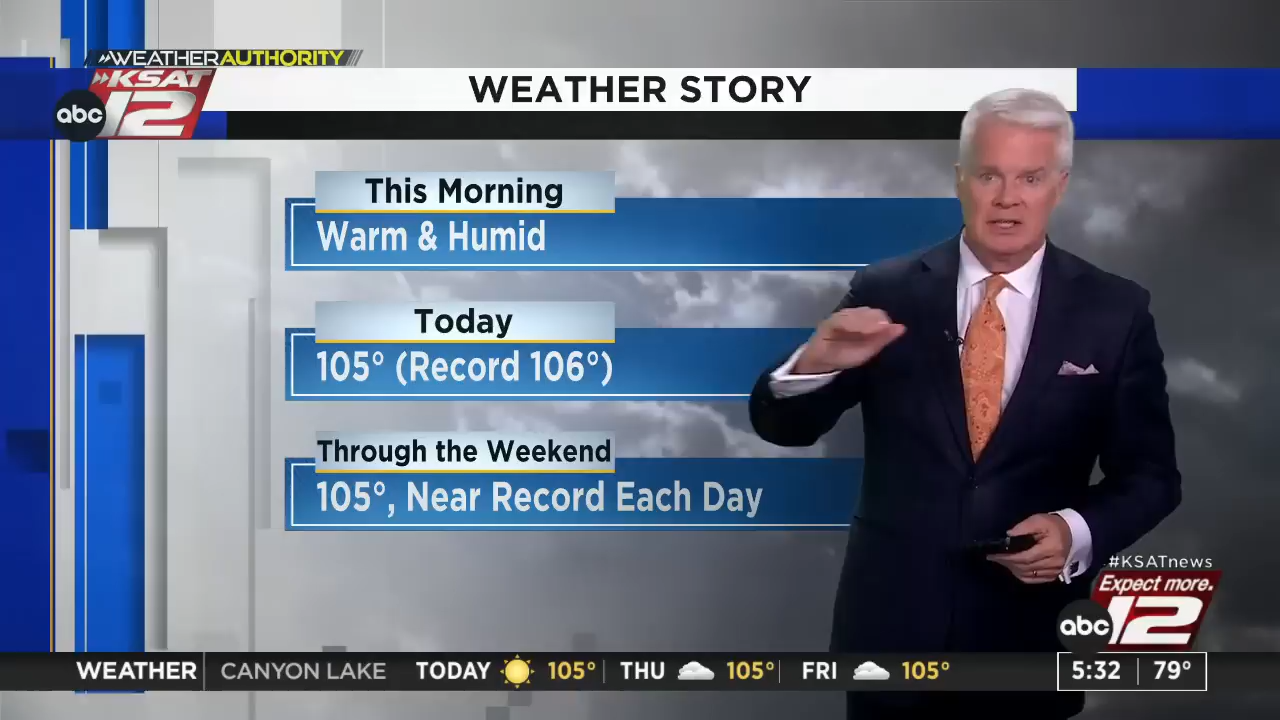 WEATHERAUTHORITY
KSAT
abc 12
WEATHER STORY
This Morning
Warm & Humid
Today
105° (Record 106°)
Through the Weekend
105°, Near Record Each Day
#KSATnews
Expect more.
abc 12
WEATHER CANYON LAKE TODAY 105° THU 105° FRI 105° 5:32 79°